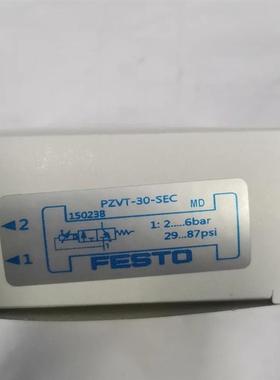 PZVT-30-SEC MD
150238
2
1: 2.....6bar
29...87psi
1
FESTO